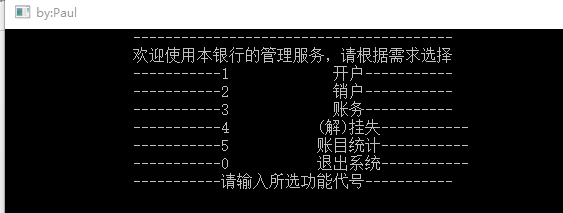 by:Paul
----------------------------------------
欢迎使用本银行的管理服务，请根据需求选择
-----------1             开户-----------
-----------2             销户-----------
-----------3             账务-----------
-----------4           (解)挂失-----------
-----------5           账目统计-----------
-----------0           退出系统-----------
-----------请输入所选功能代号-----------